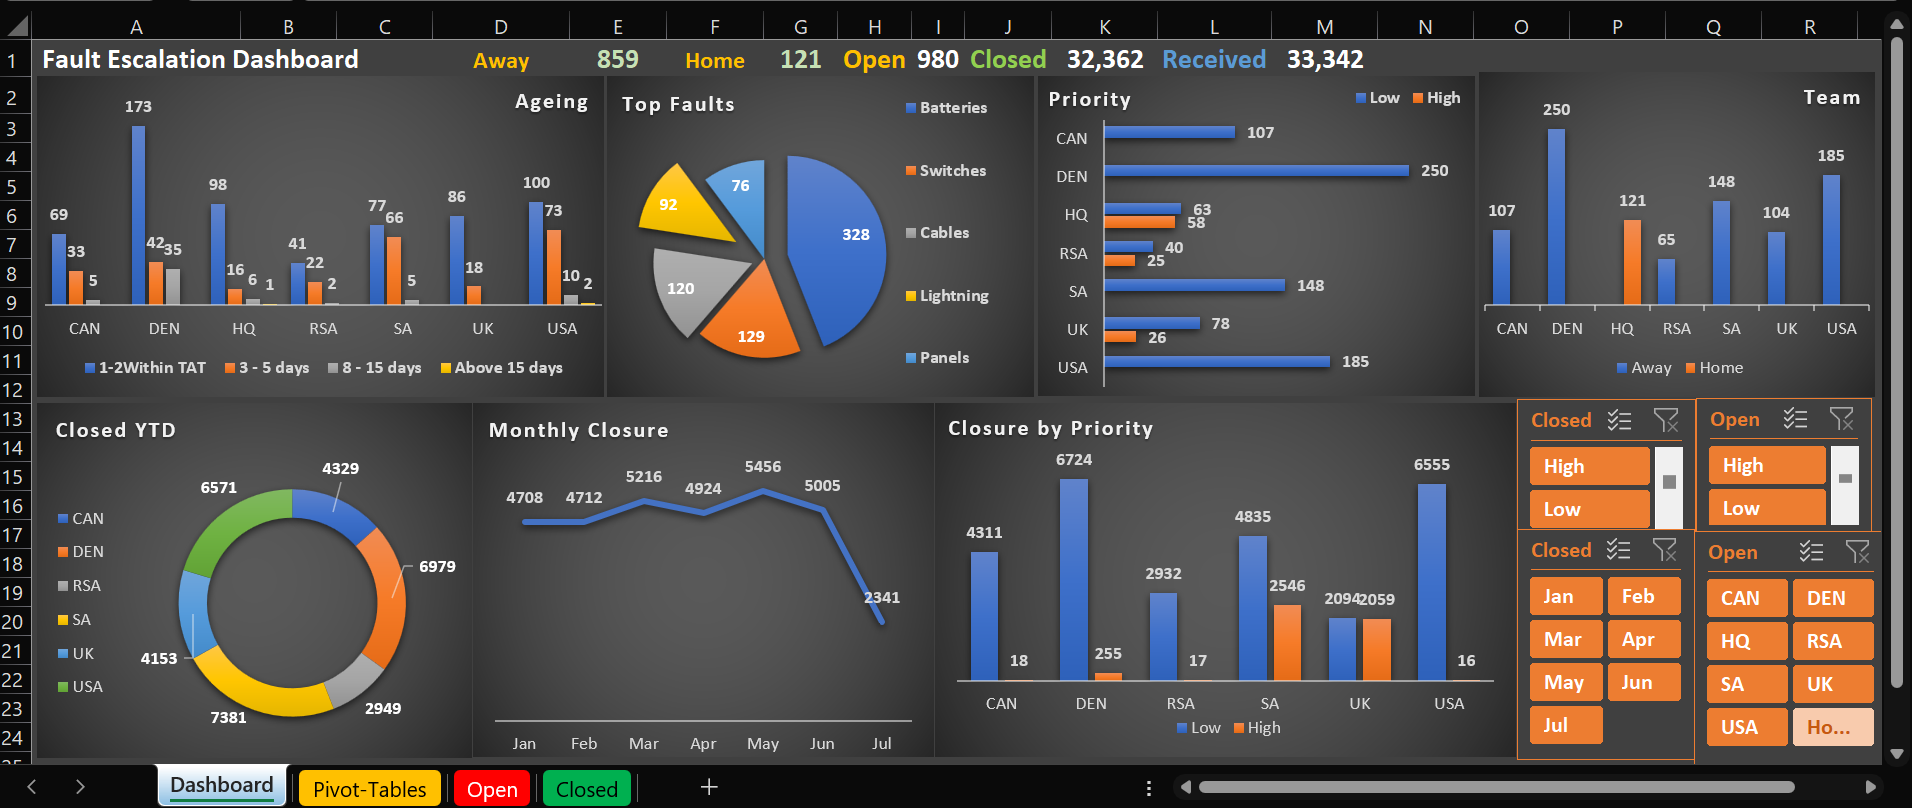 A B C D E F G H I J K L M N O P Q R
1 Fault Escalation Dashboard Away 859 Home 121 Open 980 Closed 32,362 Received 33,342
2
3
4
5
6
7
8
9
10
11
12
13
14
15
16
17
18
19
20
21
22
23
24
Ageing
173
98
100
86
77
73
69
66
42
41
35
33
22
18
16
10
6
5
5
2
2
1
CAN DEN HQ RSA SA UK USA
1-2Within TAT 3 - 5 days 8 - 15 days Above 15 days
Top Faults
Batteries
Switches
Cables
Lightning
Panels
76
92
328
120
129
Priority
Low High
CAN 107
DEN 250
HQ 63
58
RSA 40
25
SA 148
UK 78
26
USA 185
Team
250
185
148
121
107
104
65
CAN DEN HQ RSA SA UK USA
Away Home
Closed YTD
CAN
DEN
RSA
SA
UK
USA
4329
6571
6979
4153
7381
2949
Monthly Closure
4708 4712 5216 4924 5456 5005 2341
Jan Feb Mar Apr May Jun Jul
Closure by Priority
4311 18 6724 255 2932 17 4835 2546 2094 2059 6555 16
CAN DEN RSA SA UK USA
Low High
Closed
High
Low
Open
High
Low
Closed
Jan Feb
Mar Apr
May Jun
Jul
Open
CAN DEN
HQ RSA
SA UK
USA Ho...
Dashboard Pivot-Tables Open Closed +